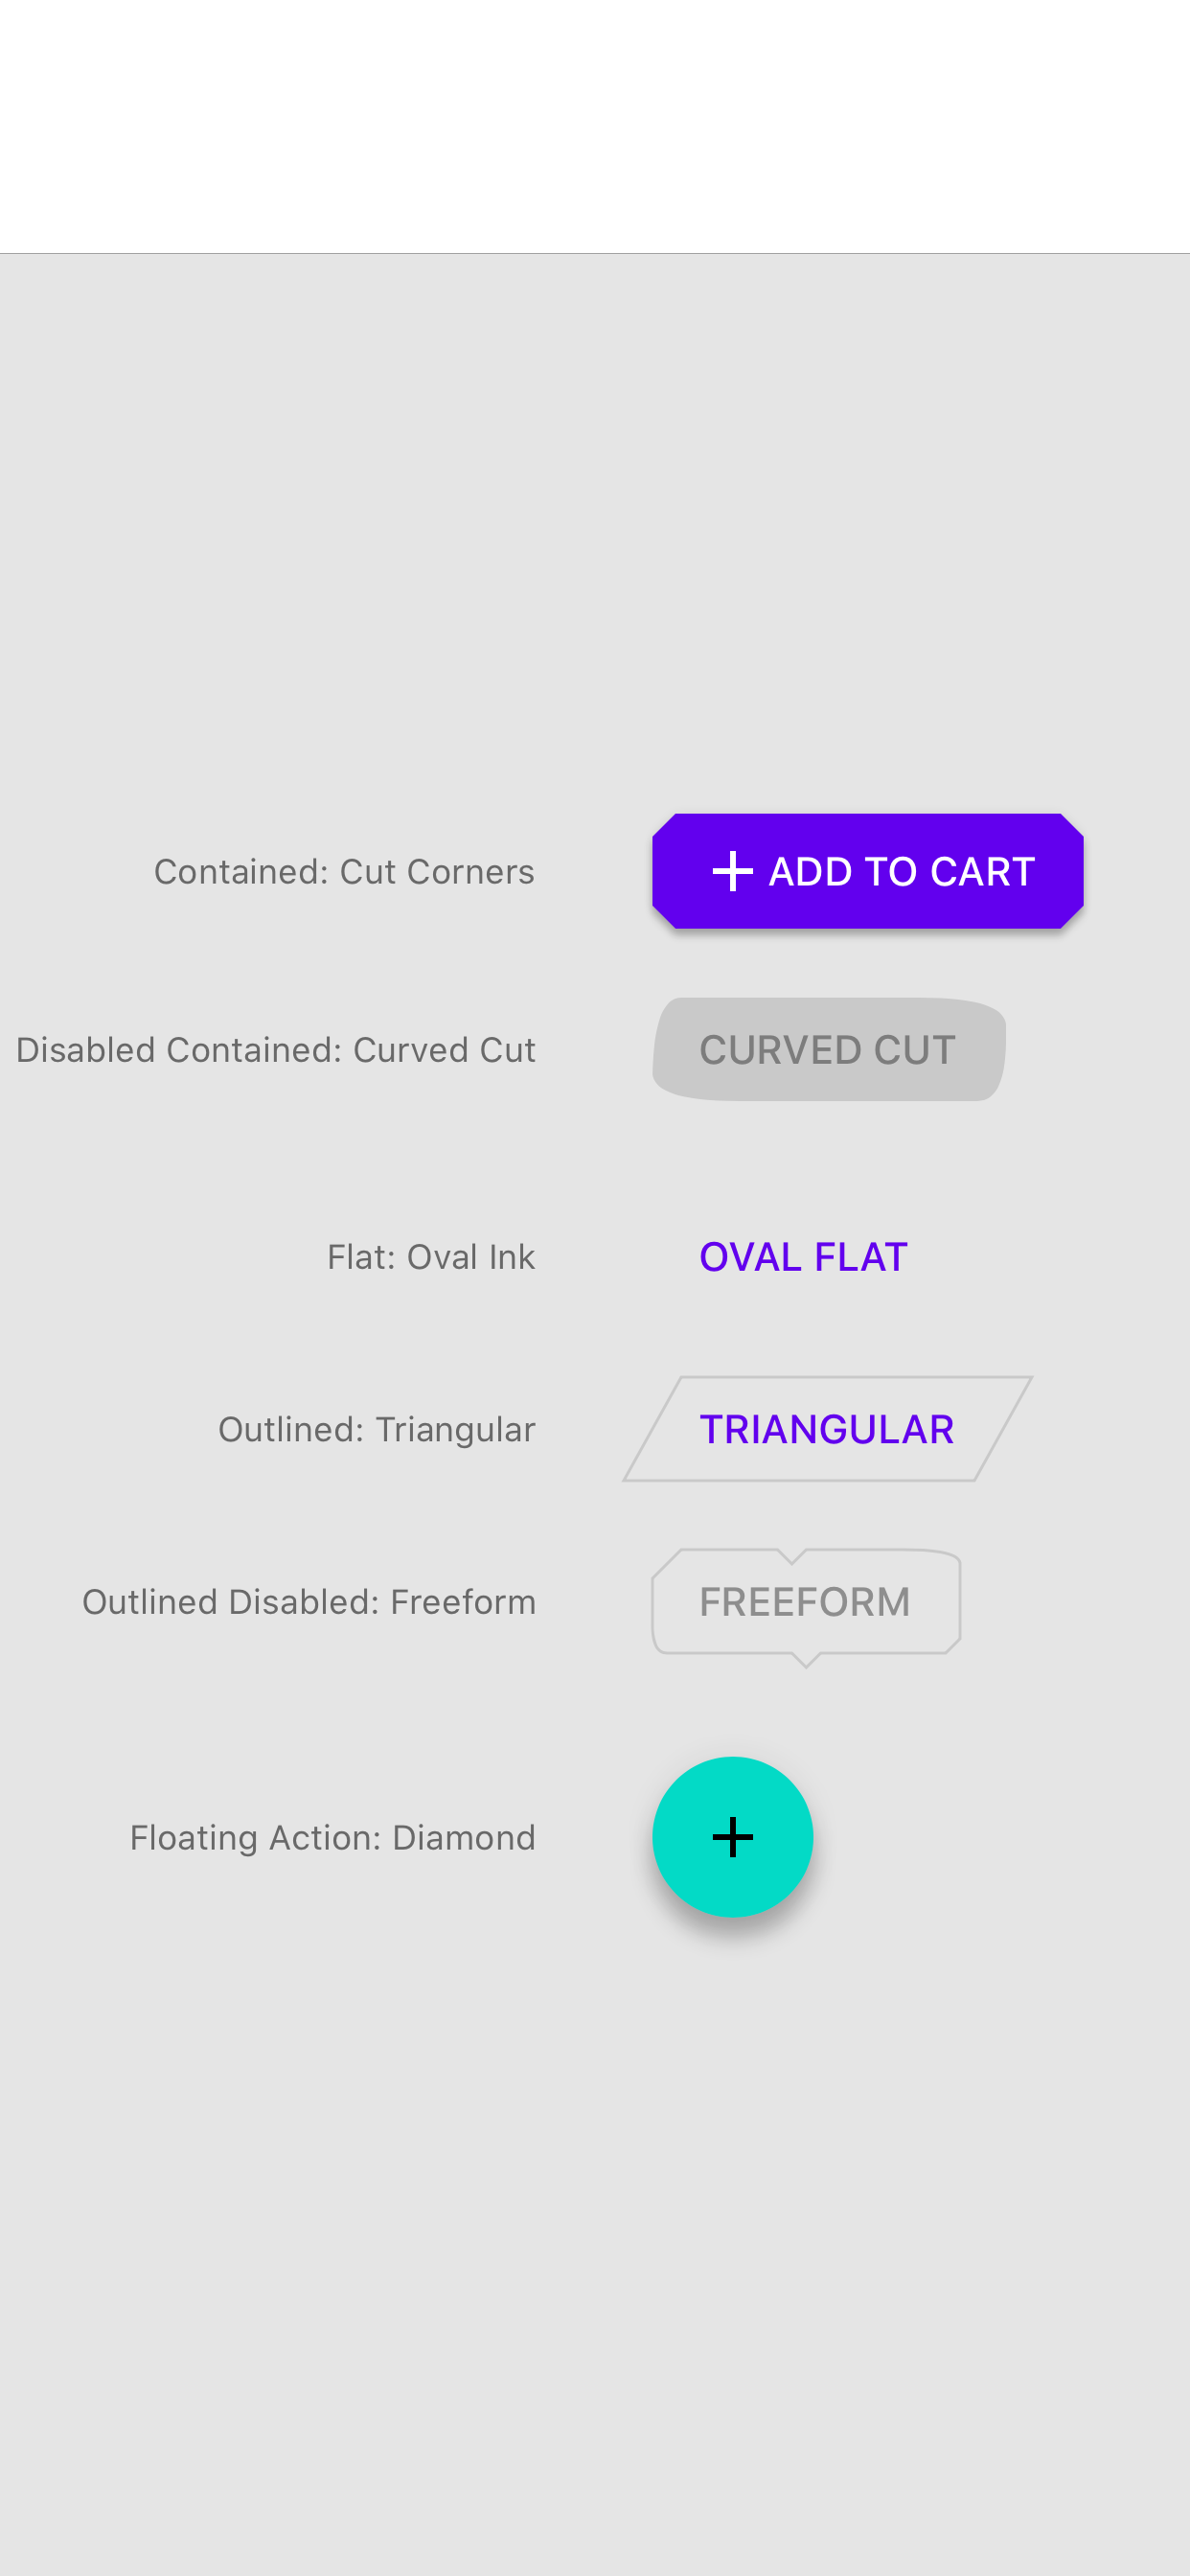 Contained: Cut Corners
ADD TO CART
Disabled Contained: Curved Cut
CURVED CUT
Flat: Oval Ink
OVAL FLAT
Outlined: Triangular
TRIANGULAR
Outlined Disabled: Freeform
FREEFORM
Floating Action: Diamond